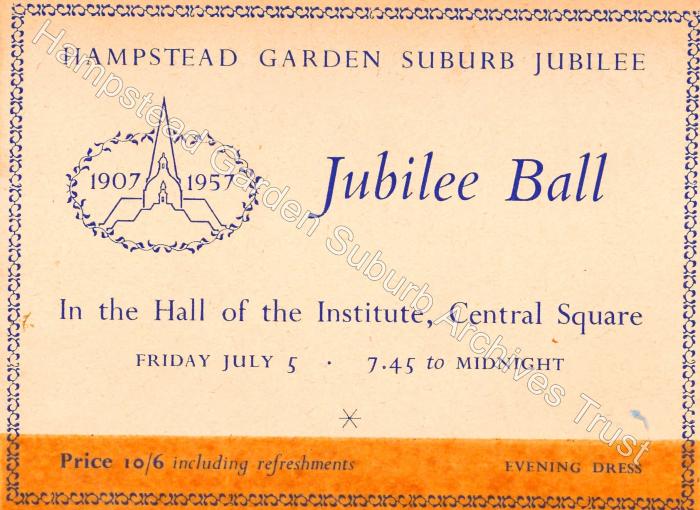 HAMPSTEAD GARDEN SUBURB JUBILEE
1907 1957
Jubilee Ball
In the Hall of the Institute, Central Square
FRIDAY JULY 5 · 7.45 to MIDNIGHT
Price 10/6 including refreshments EVENING DRESS
Hampstead Garden Suburb Archives Trust